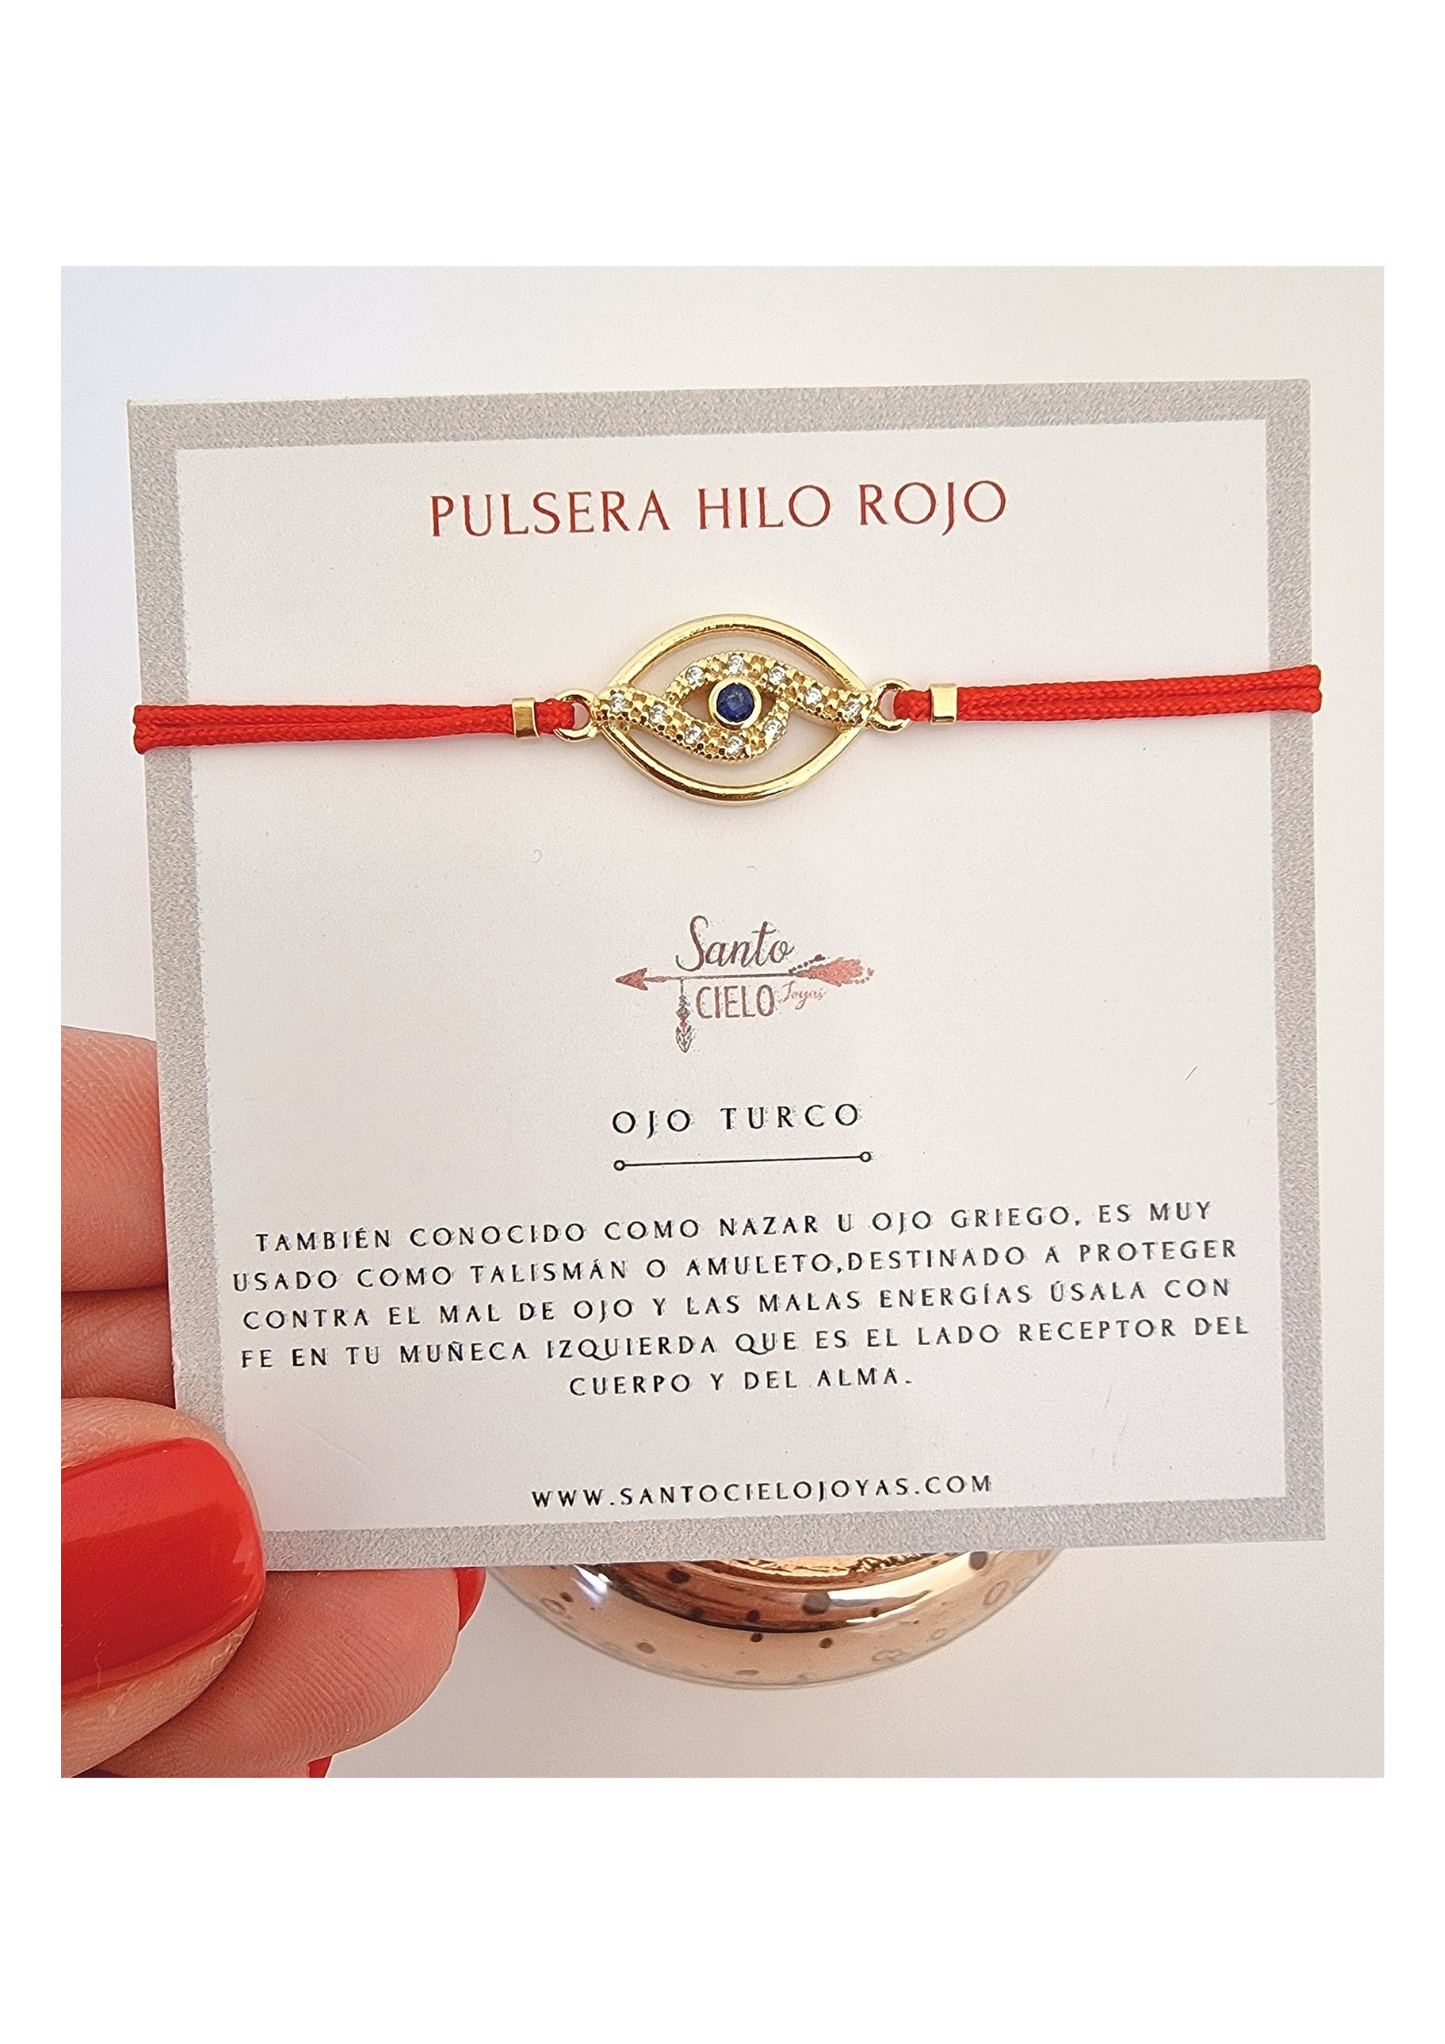 PULSERA HILO ROJO
Santo
CIELO Joyas
OJO TURCO
TAMBIÉN CONOCIDO COMO NAZAR U OJO GRIEGO, ES MUY
USADO COMO TALISMÁN O AMULETO,DESTINADO A PROTEGER
CONTRA EL MAL DE OJO Y LAS MALAS ENERGÍAS ÚSALA CON
FE EN TU MUÑECA IZQUIERDA QUE ES EL LADO RECEPTOR DEL
CUERPO Y DEL ALMA.
WWW.SANTOCIELOJOYAS.COM